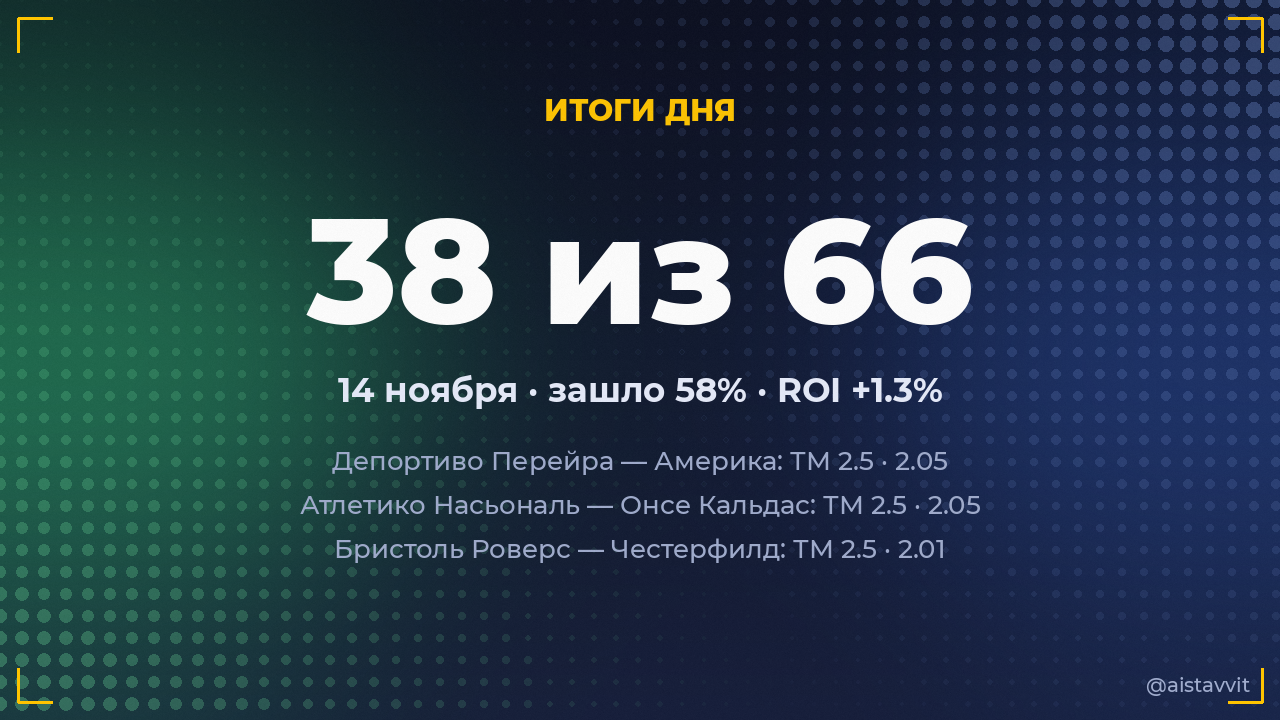 ИТОГИ ДНЯ
38 из 66
14 ноября · зашло 58% · ROI +1.3%
Депортиво Перейра — Америка: ТМ 2.5 · 2.05
Атлетико Насьональ — Онсе Кальдас: ТМ 2.5 · 2.05
Бристоль Роверс — Честерфилд: ТМ 2.5 · 2.01
@aistavvit